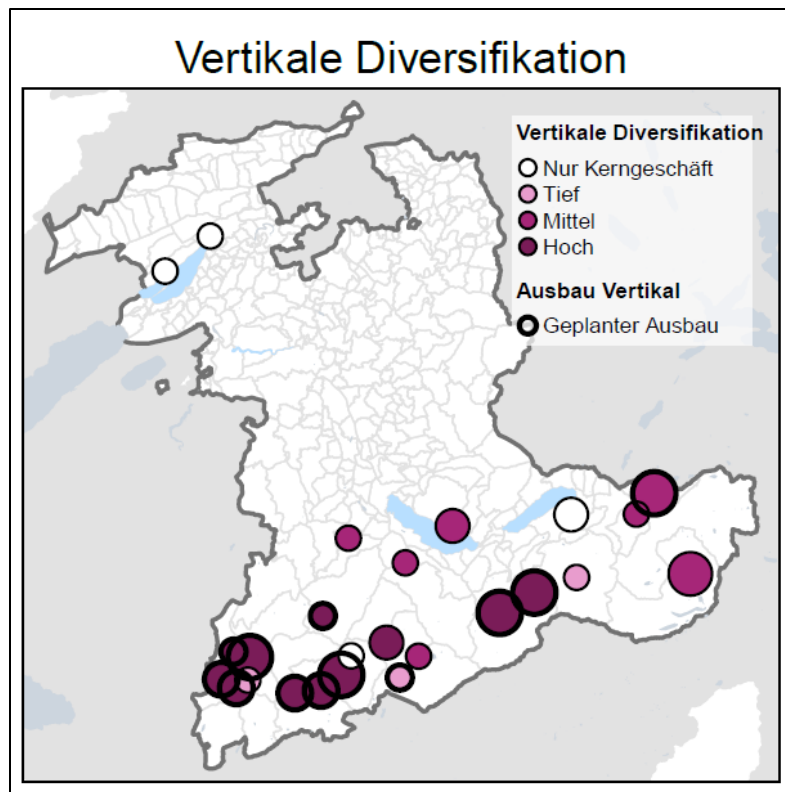 Vertikale Diversifikation
Vertikale Diversifikation
Nur Kerngeschäft
Tief
Mittel
Hoch
Ausbau Vertikal
Geplanter Ausbau